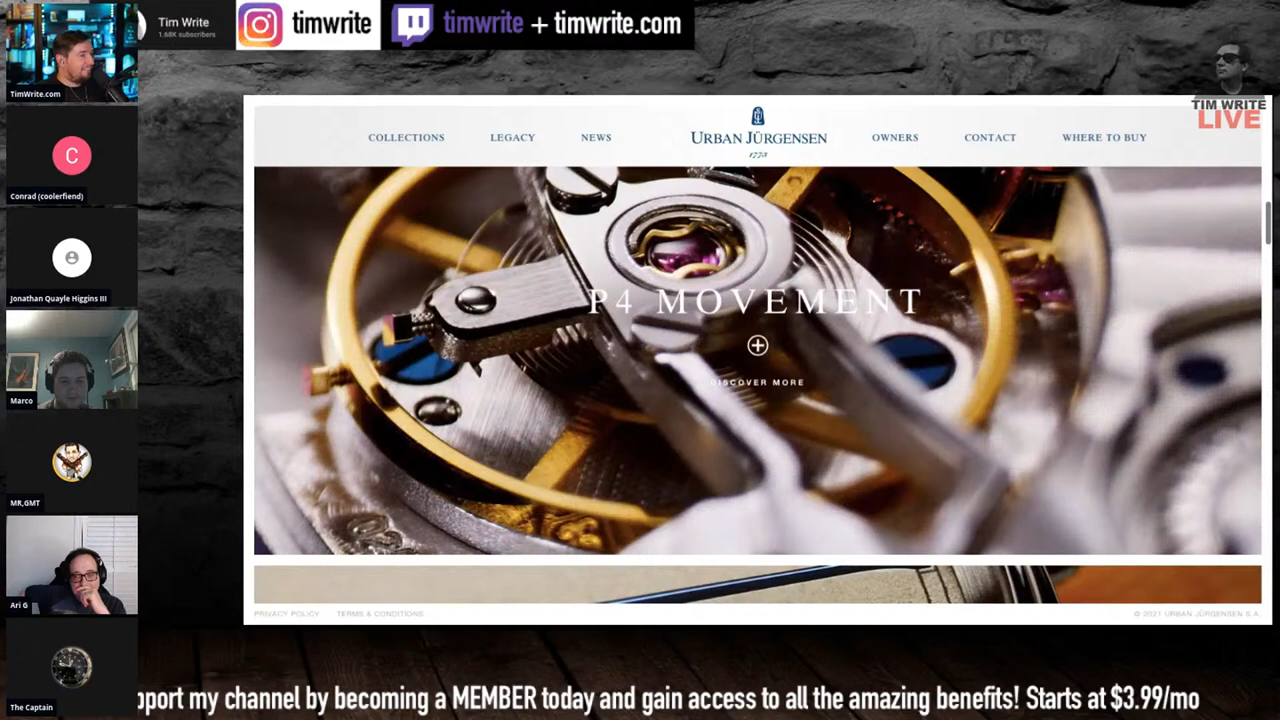 Tim Write
1.68K subscribers
timwrite
timwrite + timwrite.com
TimWrite.com
C
Conrad (coolerfiend)
Jonathan Quayle Higgins III
Marco
MR,GMT
Ari G
The Captain
TIM WRITE
LIVE
COLLECTIONS LEGACY NEWS
URBAN JÜRGENSEN
1773
OWNERS CONTACT WHERE TO BUY
P4 MOVEMENT
DISCOVER MORE
PRIVACY POLICY TERMS & CONDITIONS
© 2021 URBAN JÜRGENSEN S.A.
pport my channel by becoming a MEMBER today and gain access to all the amazing benefits! Starts at $3.99/mo